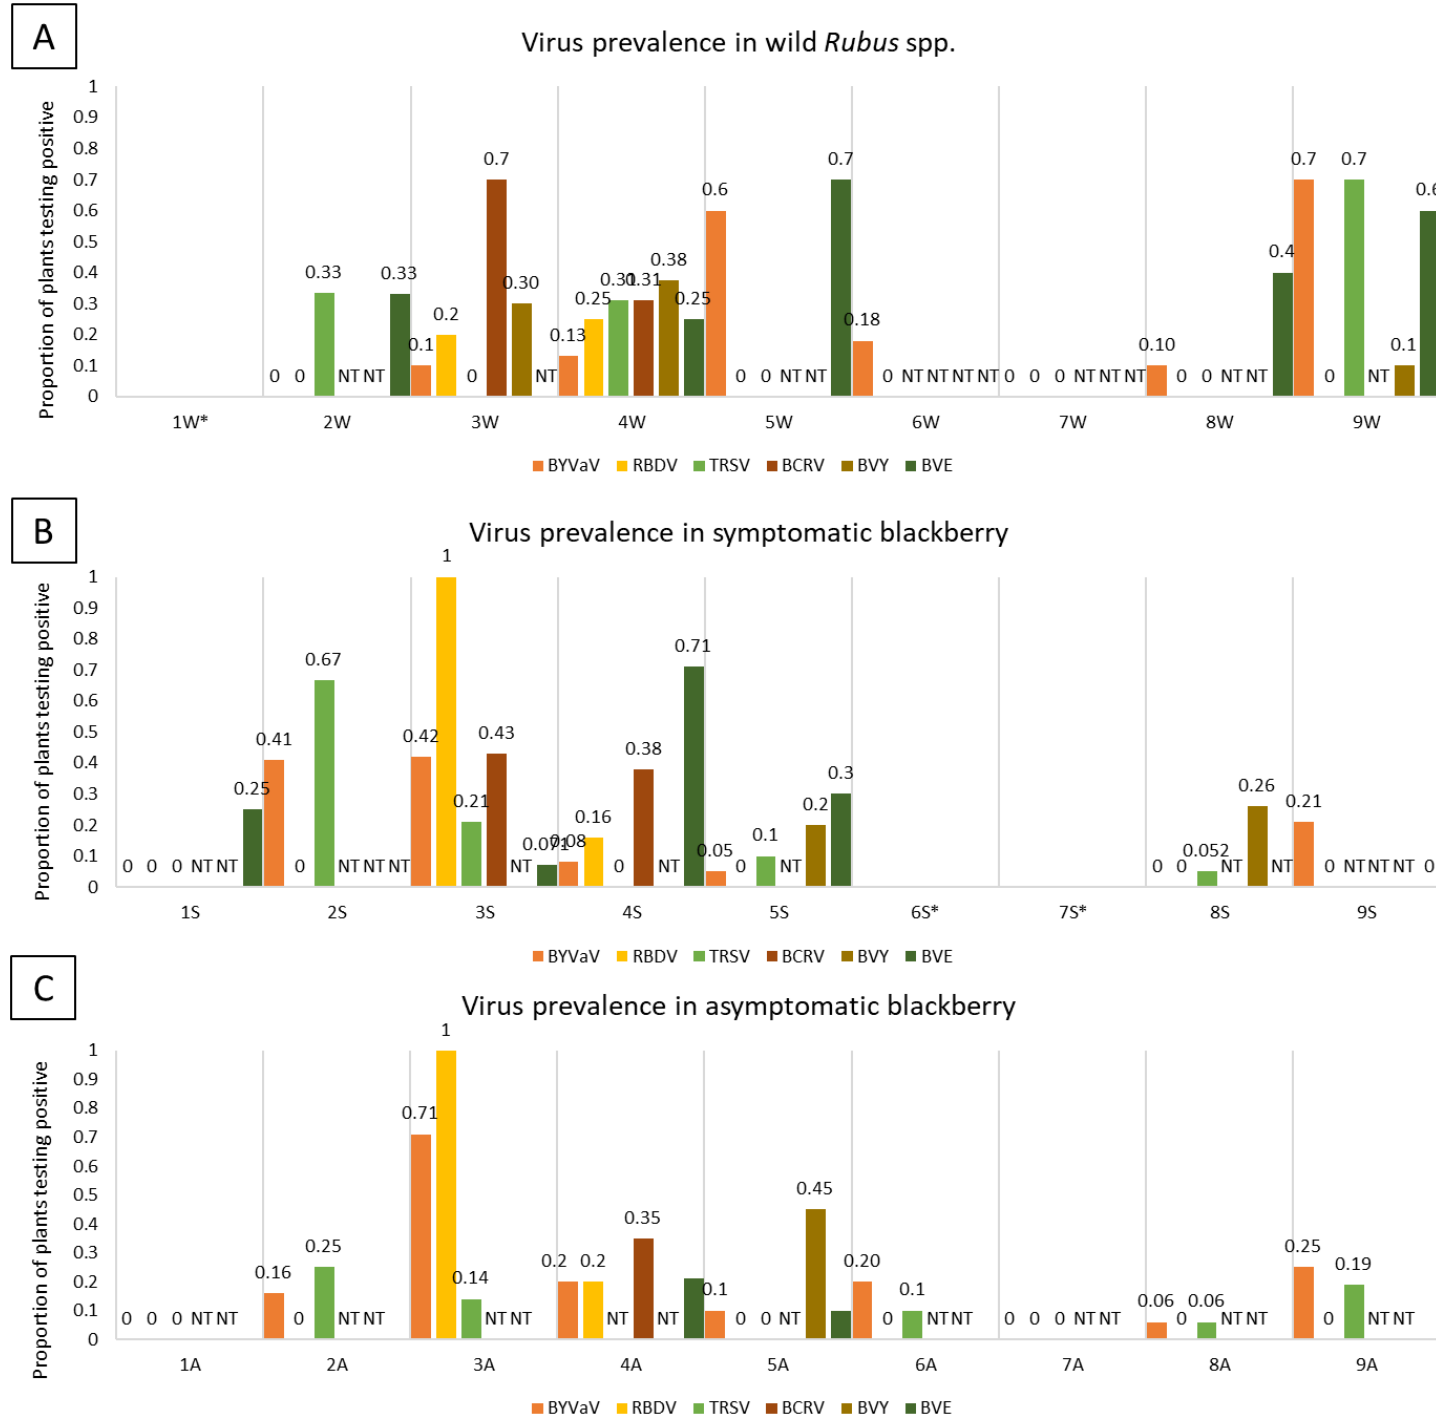 A
Virus prevalence in wild Rubus spp.
Proportion of plants testing positive
1
0.9
0.8
0.7
0.6
0.5
0.4
0.3
0.2
0.1
0
0 0 0.33 NT NT 0.33
0.1 0.2 0 0.7 0.30 NT
0.13 0.25 0.31 0.31 0.38 0.25
0.6 0 0 NT NT 0.7
0.18 0 NT NT NT NT
0 0 0 NT NT NT
0.10 0 0 NT NT 0.4
0.7 0 0.7 NT 0.1 0.6
1W* 2W 3W 4W 5W 6W 7W 8W 9W
BYVaV RBDV TRSV BCRV BVY BVE
B
Virus prevalence in symptomatic blackberry
Proportion of plants testing positive
1
0.9
0.8
0.7
0.6
0.5
0.4
0.3
0.2
0.1
0
0 0 0 NT NT 0.25
0.41 0 0.67 NT NT NT
0.42 1 0.21 0.43 NT 0.071
0.08 0.16 0 0.38 NT 0.71
0.05 0 0.1 NT 0.2 0.3
0 0 0.052 NT 0.26 NT
0.21 0 NT NT NT 0
1S 2S 3S 4S 5S 6S* 7S* 8S 9S
BYVaV RBDV TRSV BCRV BVY BVE
C
Virus prevalence in asymptomatic blackberry
Proportion of plants testing positive
1
0.9
0.8
0.7
0.6
0.5
0.4
0.3
0.2
0.1
0
0 0 0 NT NT
0.16 0 0.25 NT NT
0.71 1 0.14 NT NT
0.2 0.2 NT 0.35 NT
0.1 0 0 NT 0.45
0.20 0 0.1 NT NT
0 0 0 NT NT
0.06 0 0.06 NT NT
0.25 0 0.19 NT NT
1A 2A 3A 4A 5A 6A 7A 8A 9A
BYVaV RBDV TRSV BCRV BVY BVE